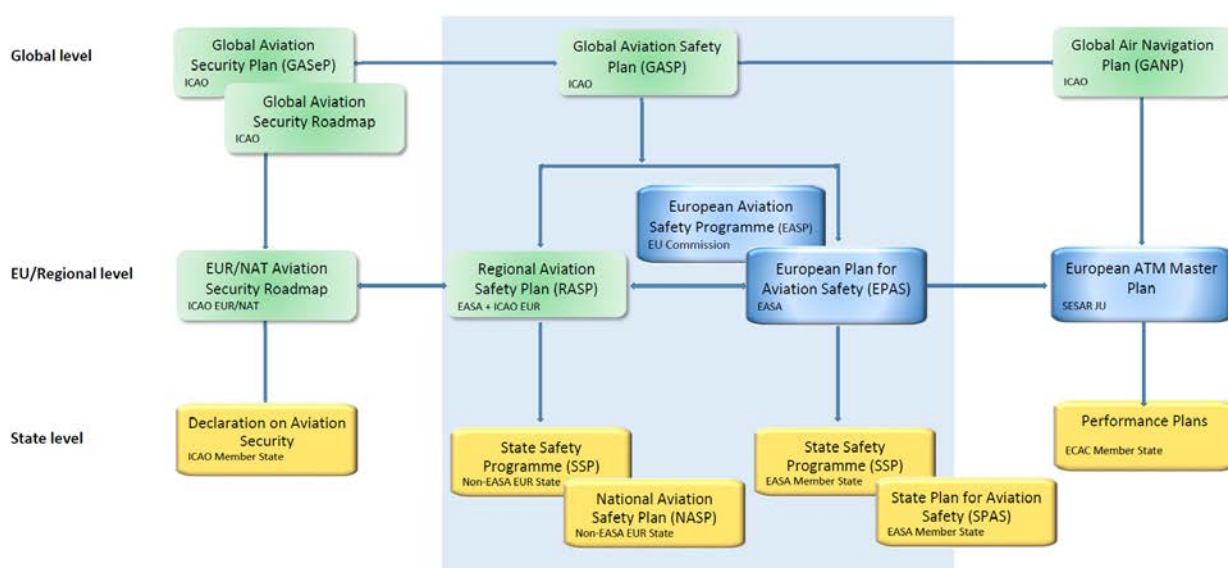 Global level
Global Aviation
Security Plan (GASeP)
ICAO
Global Aviation
Security Roadmap
ICAO
Global Aviation Safety
Plan (GASP)
ICAO
Global Air Navigation
Plan (GANP)
ICAO
European Aviation
Safety Programme (EASP)
EU Commission
EU/Regional level
EUR/NAT Aviation
Security Roadmap
ICAO EUR/NAT
Regional Aviation
Safety Plan (RASP)
EASA + ICAO EUR
European Plan for
Aviation Safety (EPAS)
EASA
European ATM Master
Plan
SESAR JU
State level
Declaration on Aviation
Security
ICAO Member State
State Safety
Programme (SSP)
Non-EASA EUR State
National Aviation
Safety Plan (NASP)
Non-EASA EUR State
State Safety
Programme (SSP)
EASA Member State
State Plan for Aviation
Safety (SPAS)
EASA Member State
Performance Plans
ECAC Member State